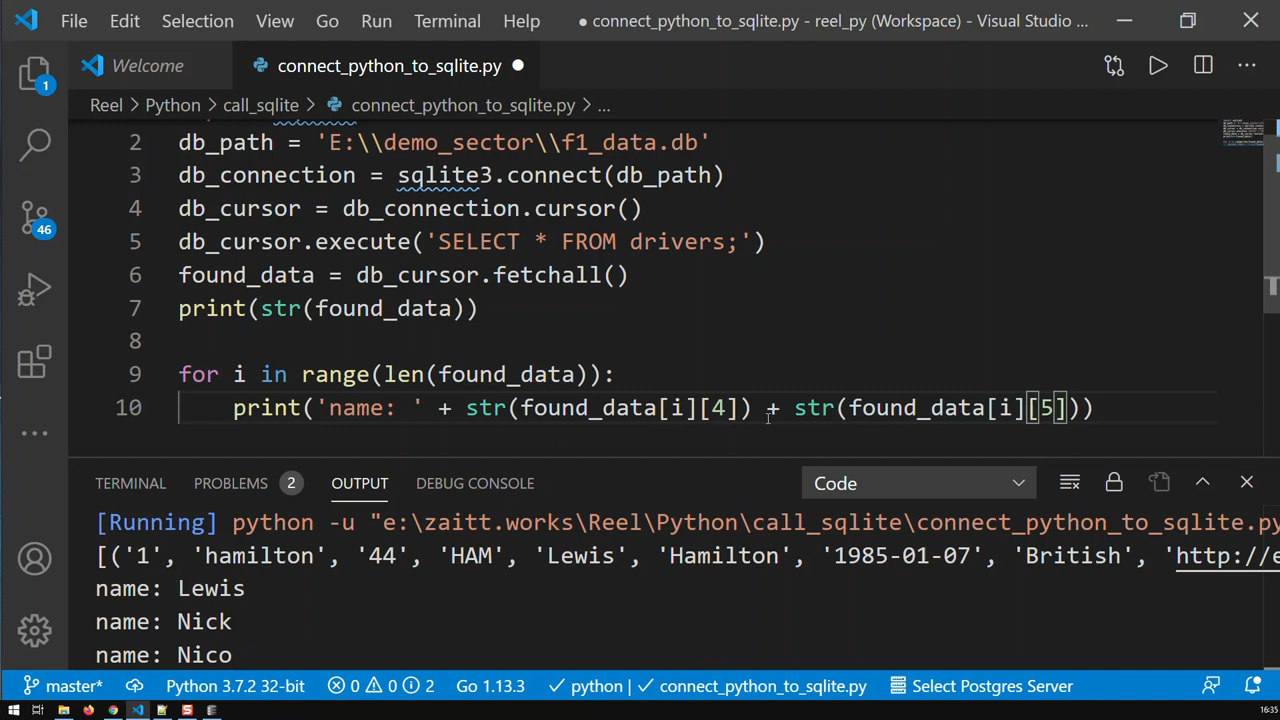 File Edit Selection View Go Run Terminal Help ● connect_python_to_sqlite.py - reel_py (Workspace) - Visual Studio ...
Welcome connect_python_to_sqlite.py ●
Reel > Python > call_sqlite > connect_python_to_sqlite.py > ...
2 db_path = 'E:\\demo_sector\\f1_data.db'
3 db_connection = sqlite3.connect(db_path)
4 db_cursor = db_connection.cursor()
5 db_cursor.execute('SELECT * FROM drivers;')
6 found_data = db_cursor.fetchall()
7 print(str(found_data))
8
9 for i in range(len(found_data)):
10 print('name: ' + str(found_data[i][4]) + str(found_data[i][5]))
1
46
TERMINAL PROBLEMS 2 OUTPUT DEBUG CONSOLE Code
[Running] python -u "e:\zaitt.works\Reel\Python\call_sqlite\connect_python_to_sqlite.py
[('1', 'hamilton', '44', 'HAM', 'Lewis', 'Hamilton', '1985-01-07', 'British', 'http://e
name: Lewis
name: Nick
name: Nico
master* Python 3.7.2 32-bit 0 0 2 Go 1.13.3 python | connect_python_to_sqlite.py Select Postgres Server
16:35